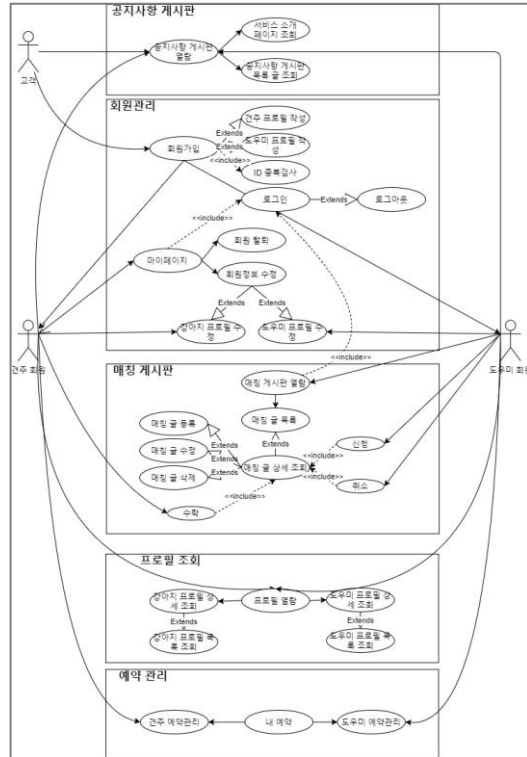 공지사항 게시판
서비스 소개
페이지 조회
공지사항 게시판
열람
공지사항 게시판
목록 글 조회
고객
회원관리
견주 프로필 작성
Extends
회원가입
Extends
도우미 프로필 작
성
<<include>>
ID 중복검사
로그인
Extends
로그아웃
<<include>>
회원 탈퇴
마이페이지
회원정보 수정
Extends
Extends
강아지 프로필 수
정
도우미 프로필 수
정
견주 회원
도우미 회원
<<include>>
매칭 게시판
매칭 게시판 열람
매칭 글 등록
매칭 글 목록
Extends
Extends
신청
매칭 글 수정
Extends
<<include>>
매칭 글 상세 조회
매칭 글 삭제
Extends
<<include>>
취소
<<include>>
수락
프로필 조회
강아지 프로필 상
세 조회
프로필 열람
도우미 프로필 상
세 조회
Extends
Extends
강아지 프로필 목
록 조회
도우미 프로필 목
록 조회
예약 관리
견주 예약관리
내 예약
도우미 예약관리